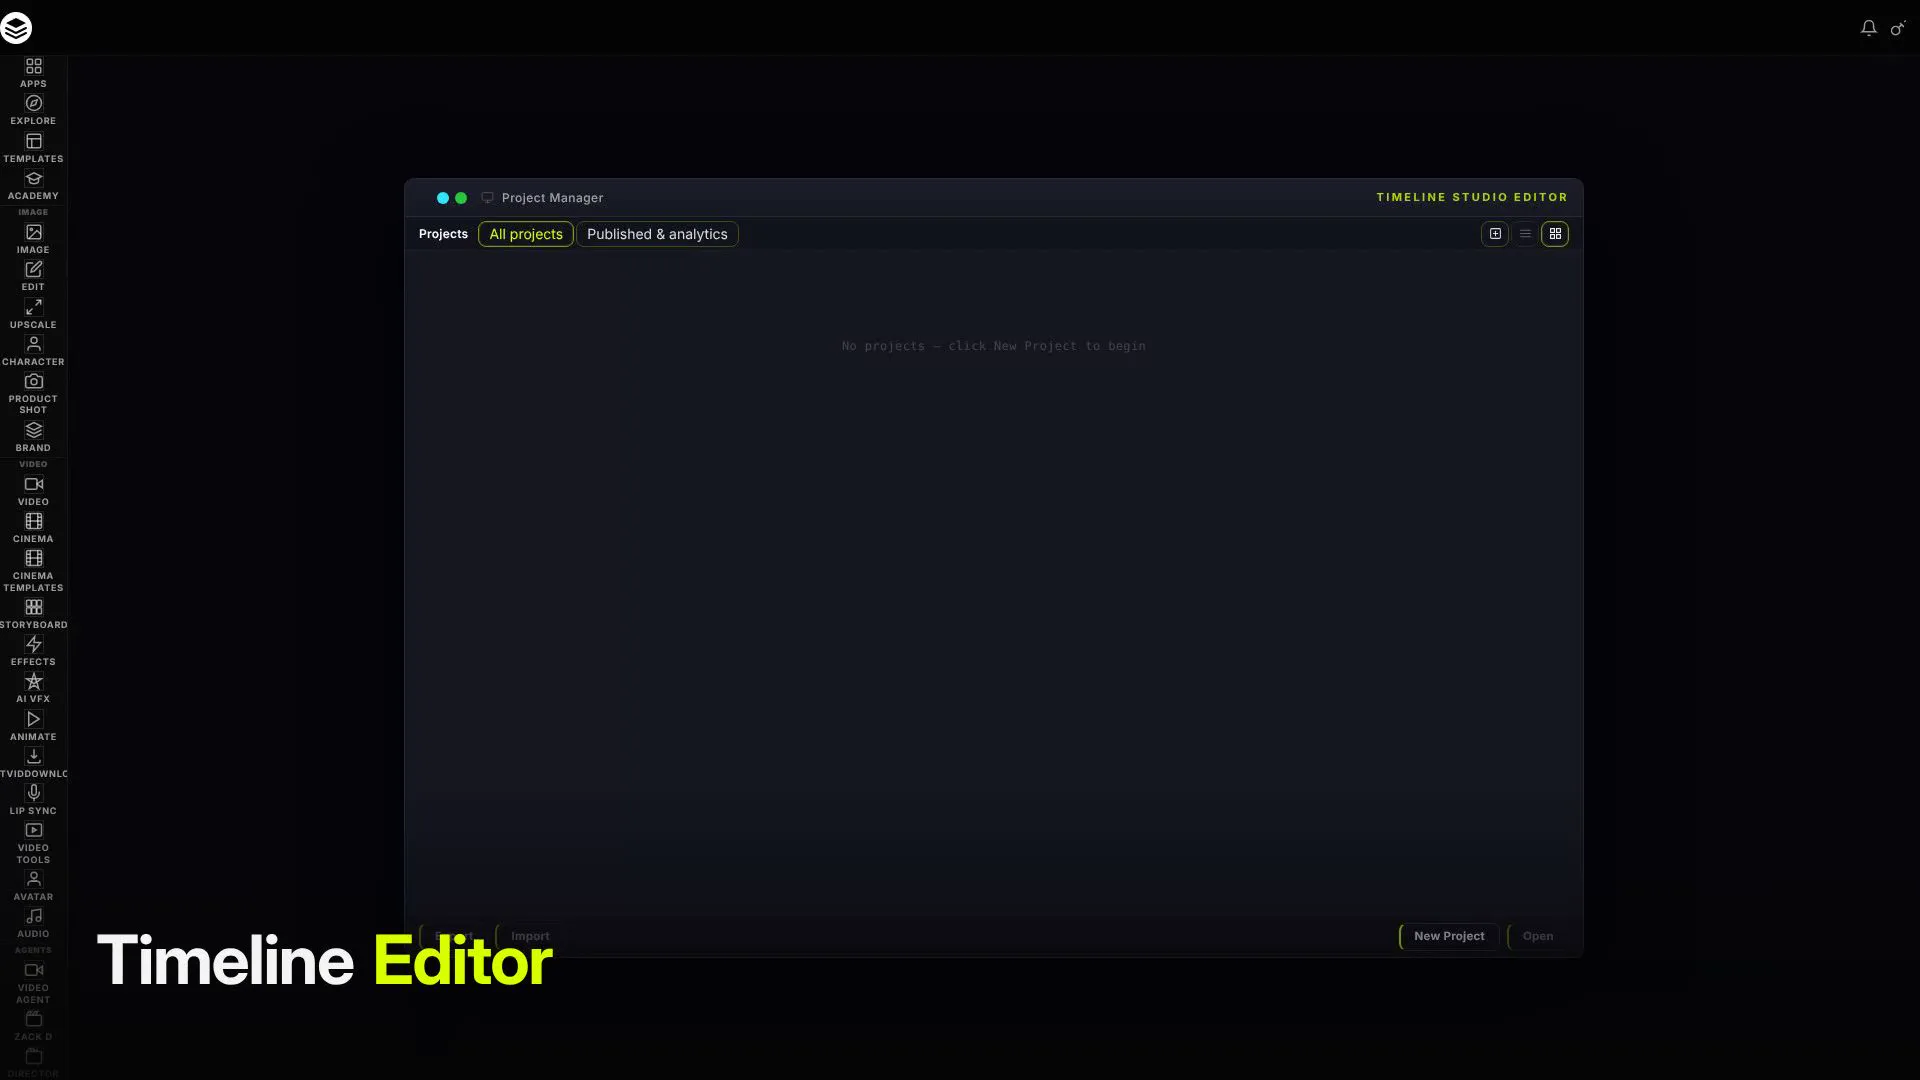 APPS
EXPLORE
TEMPLATES
ACADEMY
IMAGE
IMAGE
EDIT
UPSCALE
CHARACTER
PRODUCT
SHOT
BRAND
VIDEO
VIDEO
CINEMA
CINEMA
TEMPLATES
STORYBOARD
EFFECTS
AI VFX
ANIMATE
TVIDDOWNLO
LIP SYNC
VIDEO
TOOLS
AVATAR
AUDIO
AGENTS
VIDEO
AGENT
ZACK D
DIRECTOR
Project Manager
TIMELINE STUDIO EDITOR
Projects
All projects
Published & analytics
No projects — click New Project to begin
Export
Import
New Project
Open
Timeline Editor